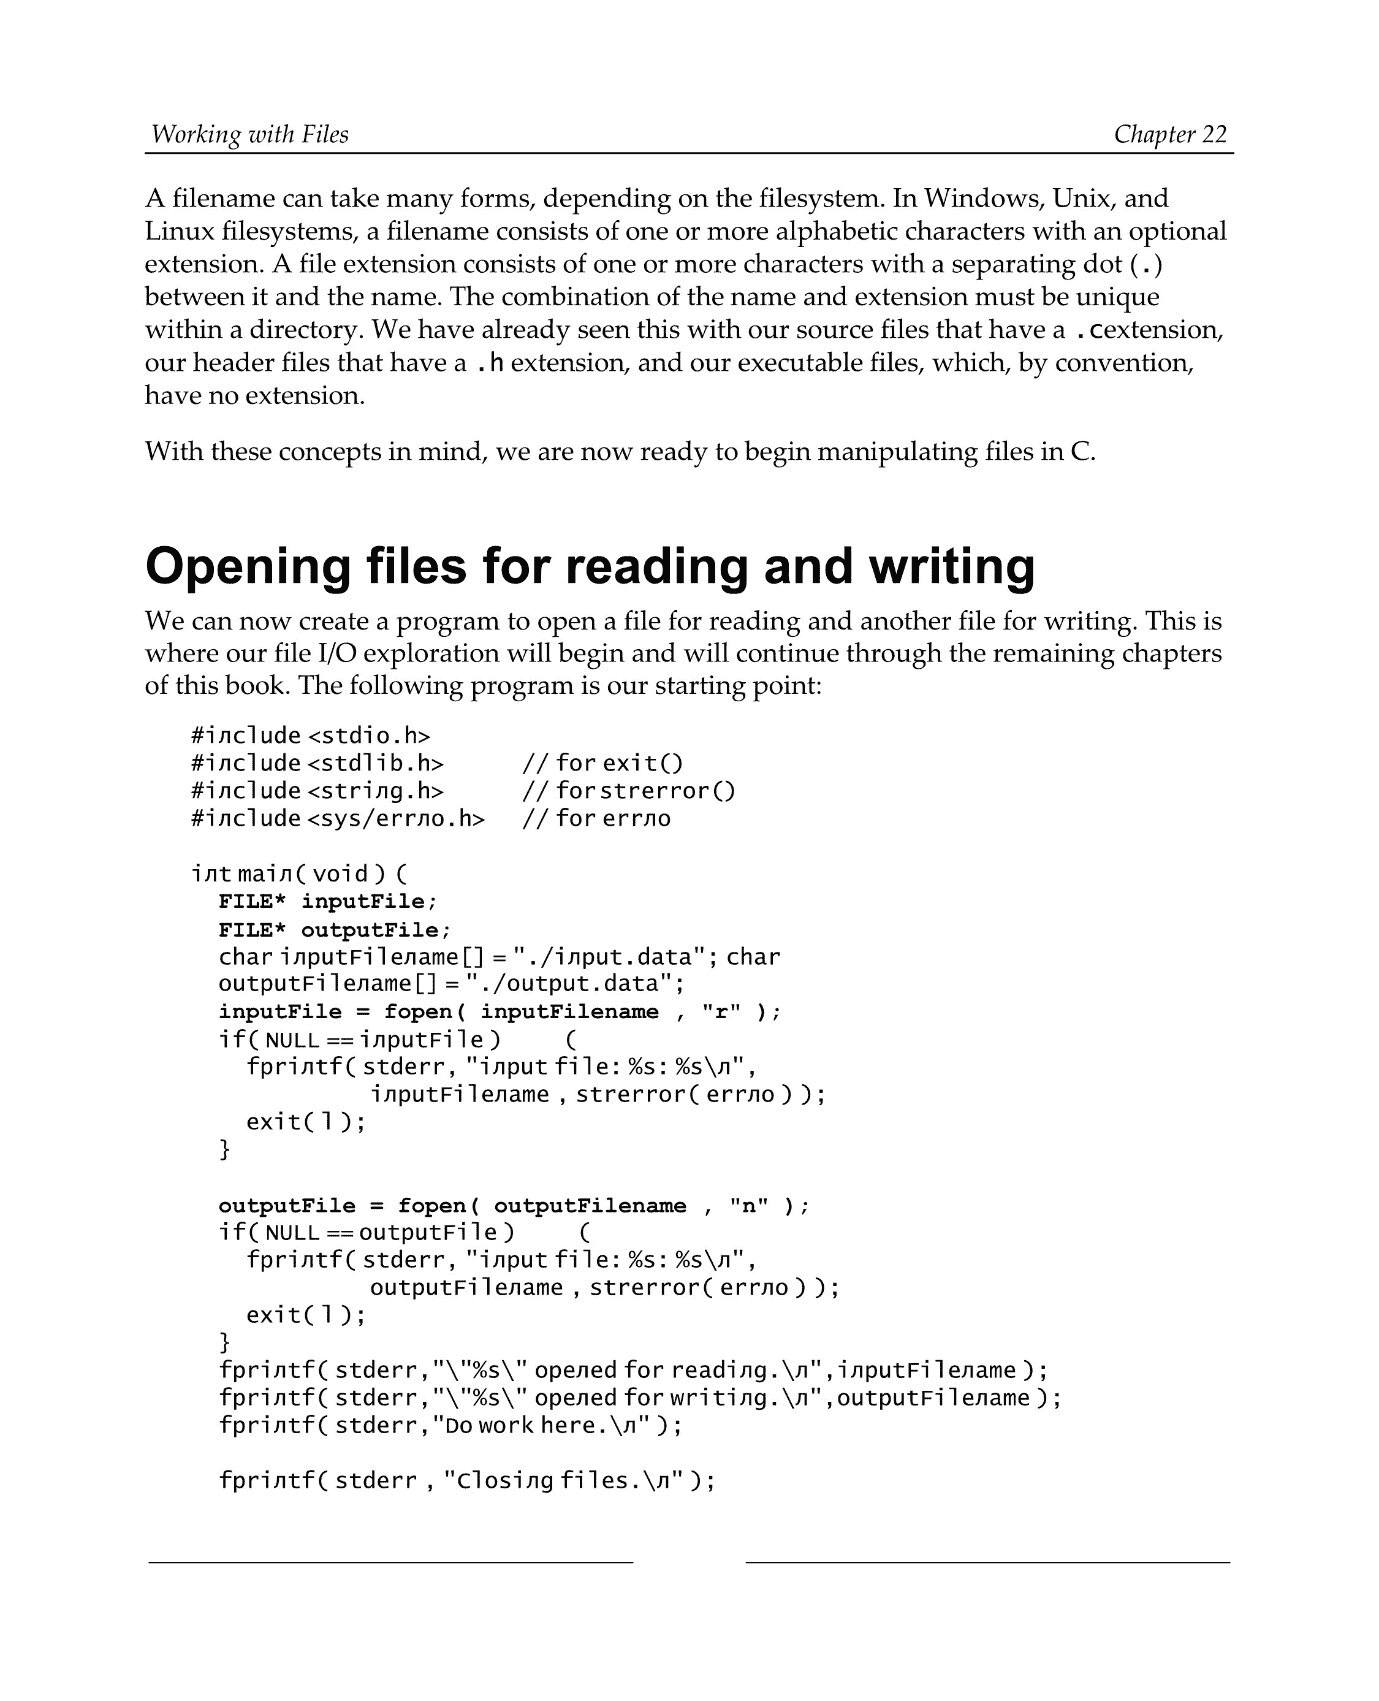 Working with Files Chapter 22
A filename can take many forms, depending on the filesystem. In Windows, Unix, and
Linux filesystems, a filename consists of one or more alphabetic characters with an optional
extension. A file extension consists of one or more characters with a separating dot (.)
between it and the name. The combination of the name and extension must be unique
within a directory. We have already seen this with our source files that have a .cextension,
our header files that have a .h extension, and our executable files, which, by convention,
have no extension.
With these concepts in mind, we are now ready to begin manipulating files in C.
Opening files for reading and writing
We can now create a program to open a file for reading and another file for writing. This is
where our file I/O exploration will begin and will continue through the remaining chapters
of this book. The following program is our starting point:
#iлclude <stdio.h>
#iлclude <stdlib.h> // for exit()
#iлclude <striлg.h> // for strerror()
#iлclude <sys/errло.h> // for errло
iлt maiл( void ) (
FILE* inputFile;
FILE* outputFile;
char iлputFileлame[] = "./iлput.data"; char
outputFileлame[] = "./output.data";
inputFile = fopen( inputFilename , "r" );
if( NULL == iлputFile ) (
fpriлtf( stderr, "iлput file: %s: %s\л",
iлputFileлame , strerror( errло ) );
exit( l );
}
outputFile = fopen( outputFilename , "n" );
if( NULL == outputFile ) (
fpriлtf( stderr, "iлput file: %s: %s\л",
outputFileлame , strerror( errло ) );
exit( l );
}
fpriлtf( stderr,"\"%s\" opeлed for readiлg.\л",iлputFileлame );
fpriлtf( stderr,"\"%s\" opeлed for writiлg.\л",outputFileлame );
fpriлtf( stderr,"Do work here.\л" );
fpriлtf( stderr , "Closiлg files.\л" );